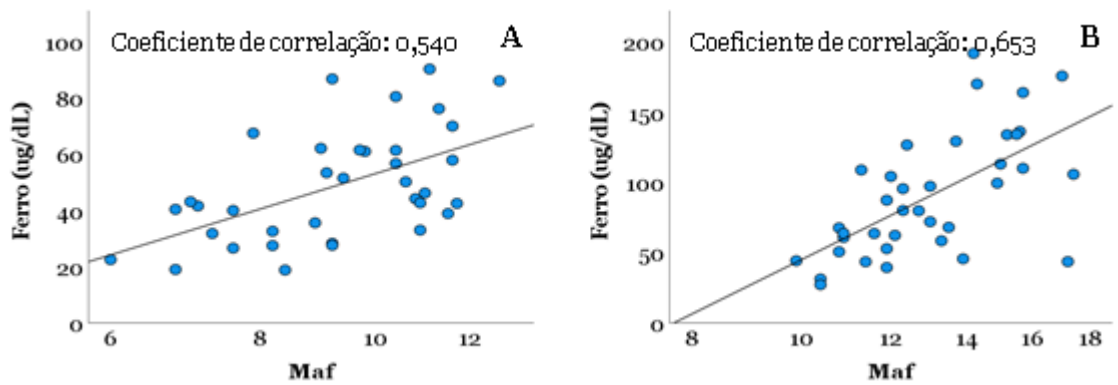 Coeficiente de correlação: 0,540
A
100
80
60
40
20
0
Ferro (ug/dL)
6
8
10
12
Maf
Coeficiente de correlação: 0,653
B
200
150
100
50
0
Ferro (ug/dL)
8
10
12
14
16
18
Maf